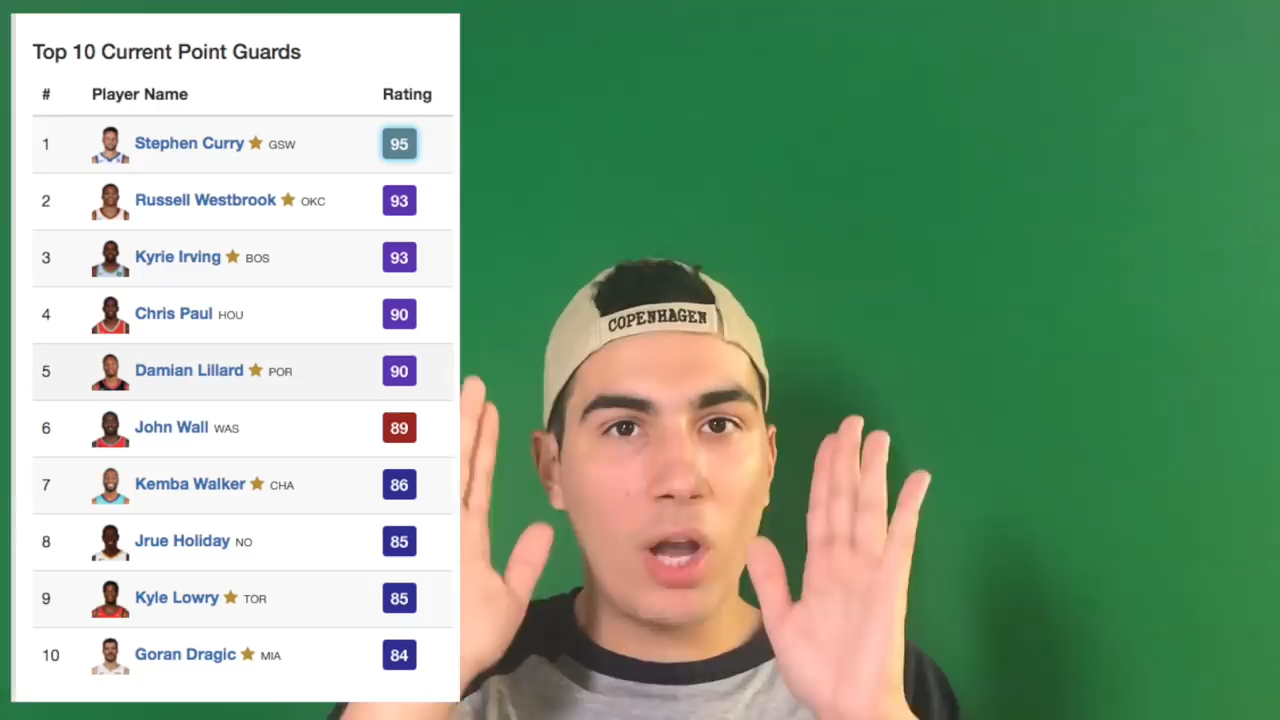 Top 10 Current Point Guards
# Player Name Rating
1 Stephen Curry GSW 95
2 Russell Westbrook OKC 93
3 Kyrie Irving BOS 93
4 Chris Paul HOU 90
5 Damian Lillard POR 90
6 John Wall WAS 89
7 Kemba Walker CHA 86
8 Jrue Holiday NO 85
9 Kyle Lowry TOR 85
10 Goran Dragic MIA 84
COPENHAGEN